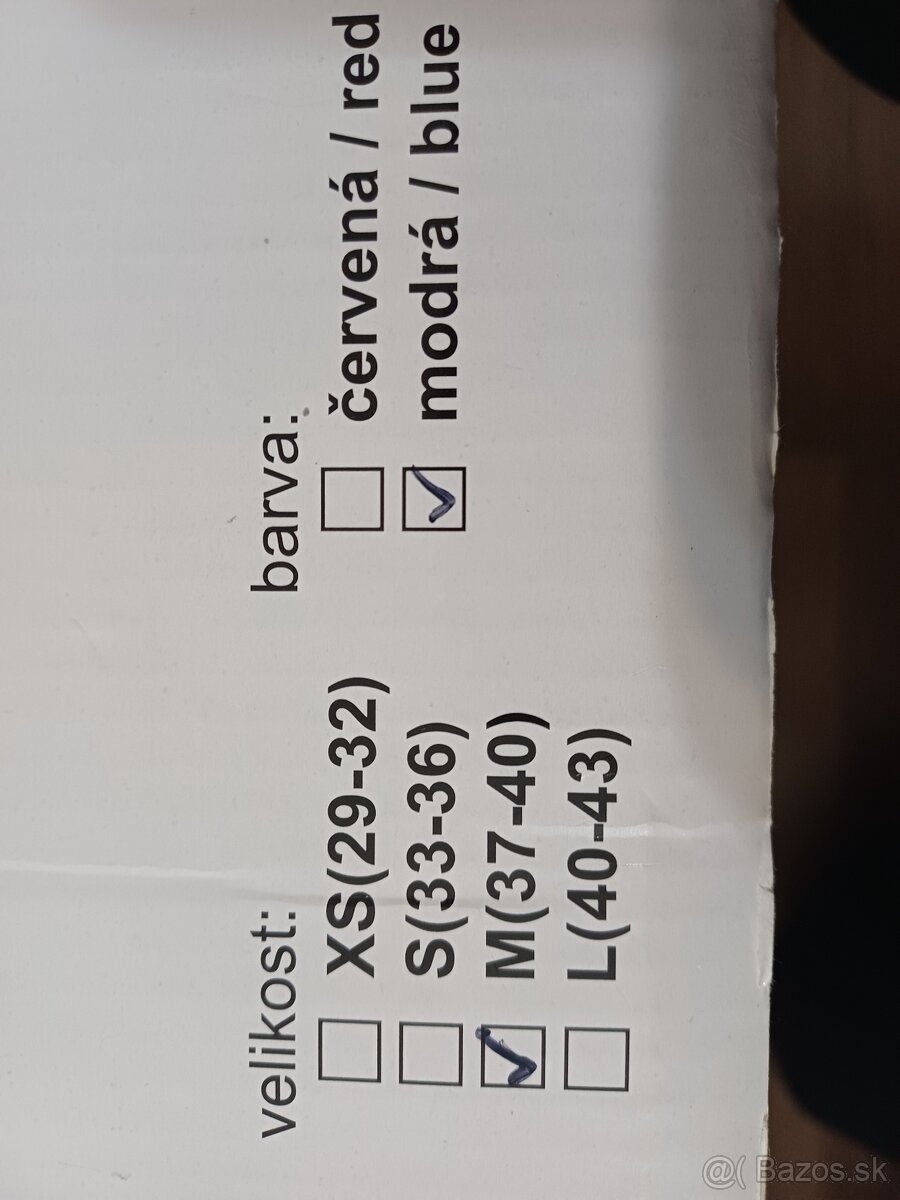 velikost:
XS(29-32)
S(33-36)
M(37-40)
L(40-43)
barva:
červená / red
modrá / blue
@( Bazos.sk